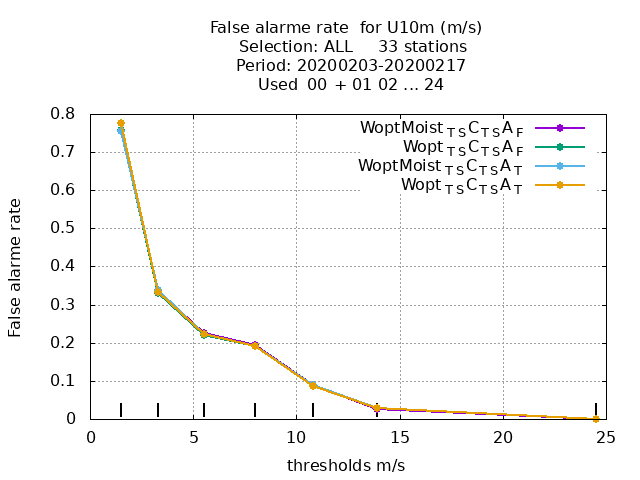 False alarme rate  for U10m (m/s)
Selection: ALL     33 stations
Period: 20200203-20200217
Used  00 + 01 02 ... 24
WoptMoist TS C TS A F
Wopt TS C TS A F
WoptMoist TS C TS A T
Wopt TS C TS A T
False alarme rate
0.8
0.7
0.6
0.5
0.4
0.3
0.2
0.1
0
0 5 10 15 20 25
thresholds m/s